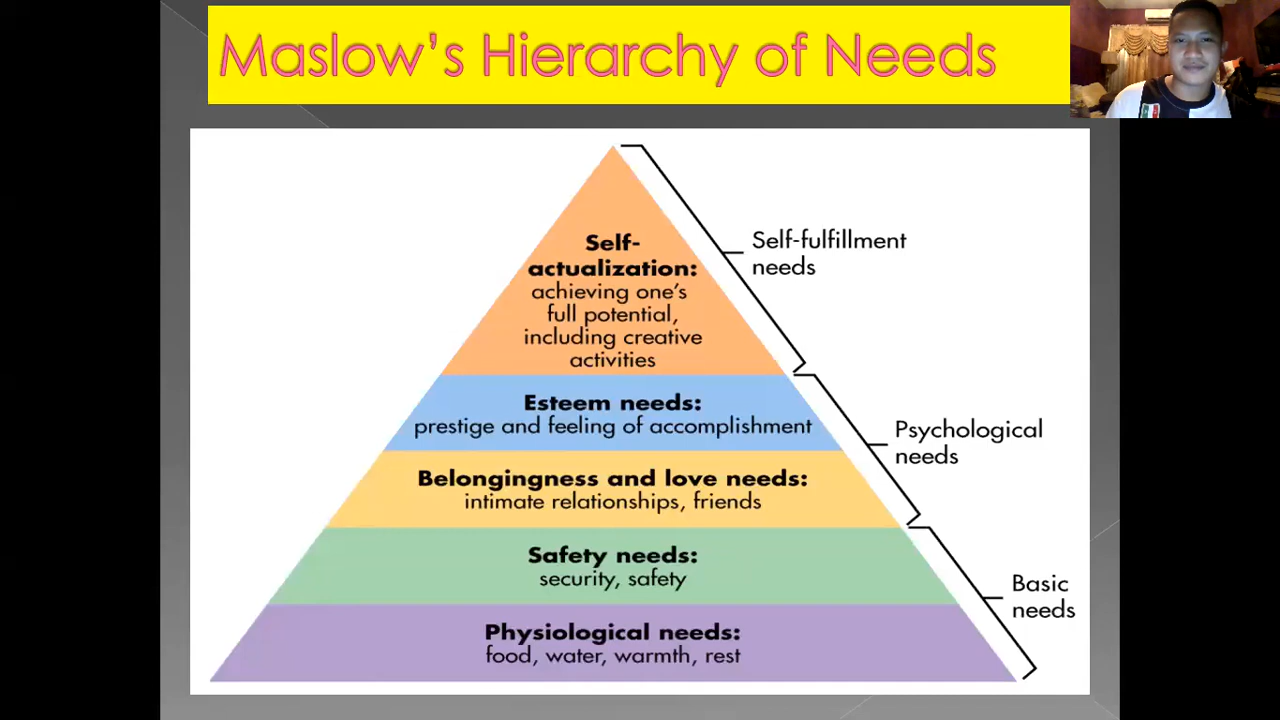 Maslow’s Hierarchy of Needs
Self-
actualization:
achieving one’s
full potential,
including creative
activities
Self-fulfillment
needs
Esteem needs:
prestige and feeling of accomplishment
Psychological
needs
Belongingness and love needs:
intimate relationships, friends
Safety needs:
security, safety
Basic
needs
Physiological needs:
food, water, warmth, rest